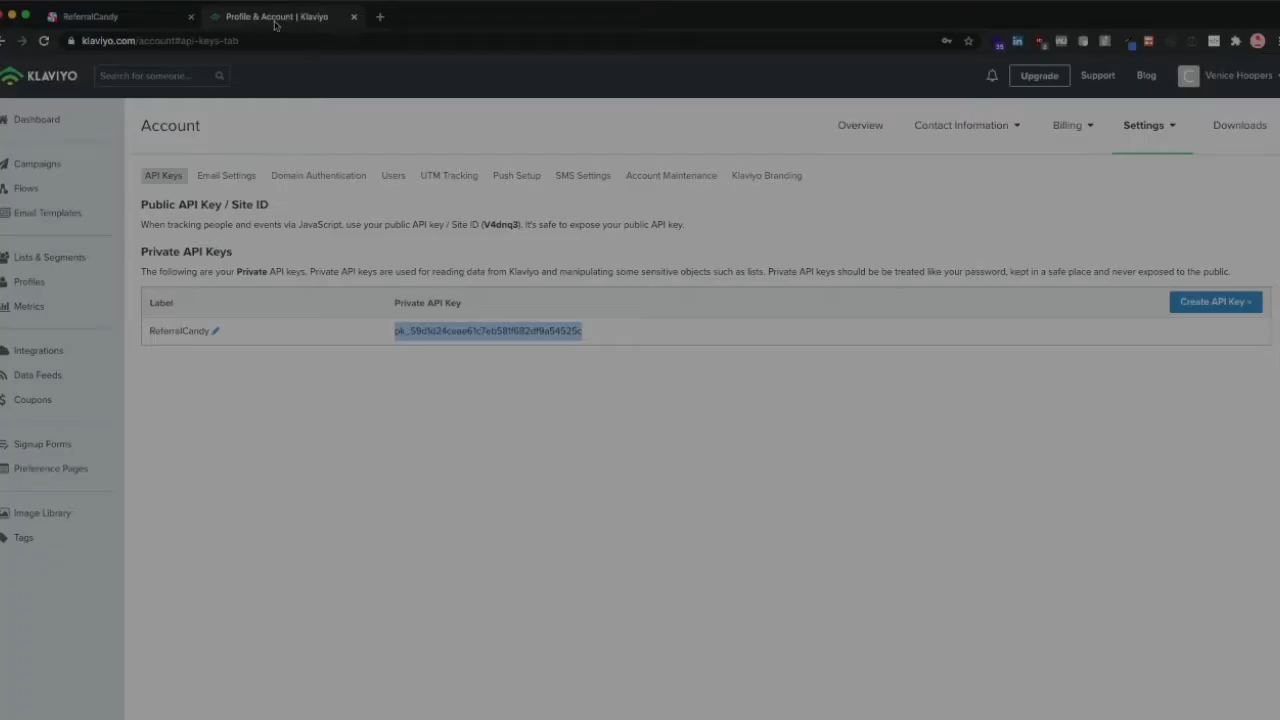 ReferralCandy
Profile & Account | Klaviyo
klaviyo.com/account#api-keys-tab
KLAVIYO
Search for someone...
Upgrade
Support
Blog
C
Venice Hoopers
Dashboard
Campaigns
Flows
Email Templates
Lists & Segments
Profiles
Metrics
Integrations
Data Feeds
Coupons
Signup Forms
Preference Pages
Image Library
Tags
Account
Overview
Contact Information
Billing
Settings
Downloads
API Keys
Email Settings
Domain Authentication
Users
UTM Tracking
Push Setup
SMS Settings
Account Maintenance
Klaviyo Branding
Public API Key / Site ID
When tracking people and events via JavaScript, use your public API key / Site ID (V4dnq3). It's safe to expose your public API key.
Private API Keys
The following are your Private API keys. Private API keys are used for reading data from Klaviyo and manipulating some sensitive objects such as lists. Private API keys should be be treated like your password, kept in a safe place and never exposed to the public.
Label
Private API Key
Create API Key »
ReferralCandy